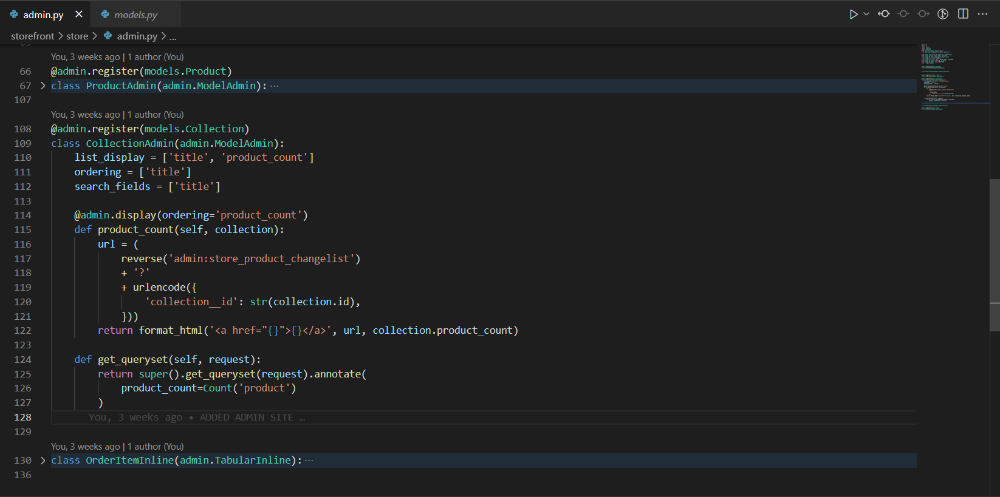 admin.py
models.py
storefront > store > admin.py > ...
You, 3 weeks ago | 1 author (You)
66 @admin.register(models.Product)
67 class ProductAdmin(admin.ModelAdmin): ...
107
You, 3 weeks ago | 1 author (You)
108 @admin.register(models.Collection)
109 class CollectionAdmin(admin.ModelAdmin):
110     list_display = ['title', 'product_count']
111     ordering = ['title']
112     search_fields = ['title']
113
114     @admin.display(ordering='product_count')
115     def product_count(self, collection):
116         url = (
117             reverse('admin:store_product_changelist')
118             + '?'
119             + urlencode({
120                 'collection__id': str(collection.id),
121             }))
122         return format_html('<a href="{}">{}</a>', url, collection.product_count)
123
124     def get_queryset(self, request):
125         return super().get_queryset(request).annotate(
126             product_count=Count('product')
127         )
128 You, 3 weeks ago • ADDED ADMIN SITE …
129
You, 3 weeks ago | 1 author (You)
130 class OrderItemInline(admin.TabularInline): ...
136